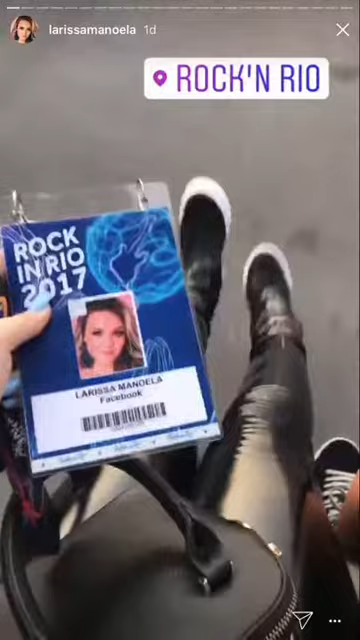 larissamanoela 1d
ROCK'N RIO
ROCK
IN RIO
2017
LARISSA MANOELA
Facebook